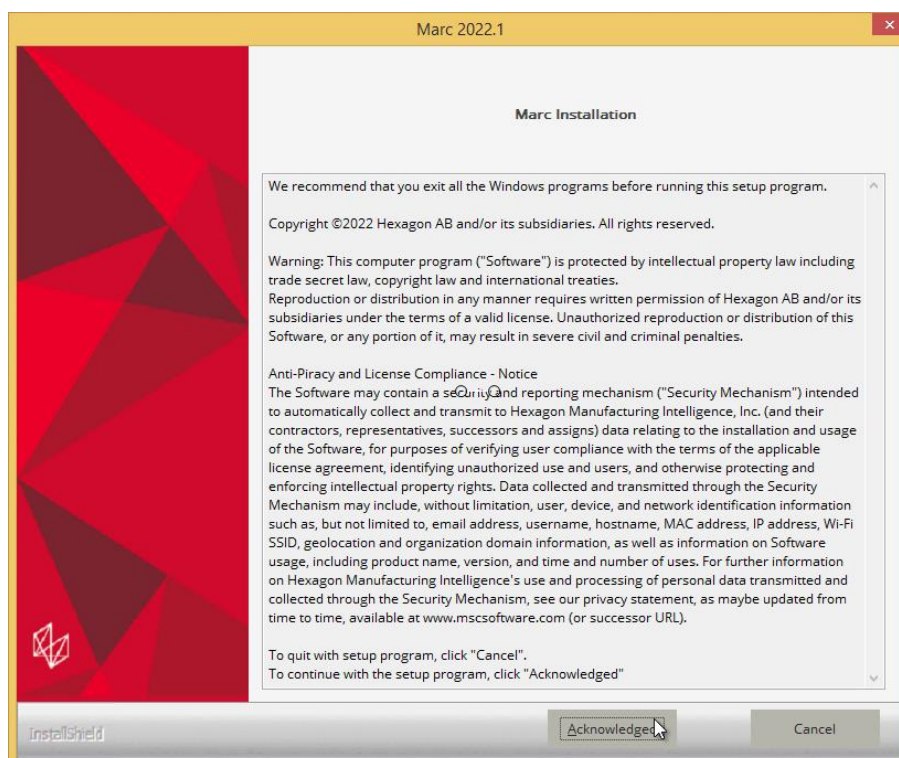 Marc 2022.1
Marc Installation
We recommend that you exit all the Windows programs before running this setup program.
Copyright ©2022 Hexagon AB and/or its subsidiaries. All rights reserved.
Warning: This computer program ("Software") is protected by intellectual property law including
trade secret law, copyright law and international treaties.
Reproduction or distribution in any manner requires written permission of Hexagon AB and/or its
subsidiaries under the terms of a valid license. Unauthorized reproduction or distribution of this
Software, or any portion of it, may result in severe civil and criminal penalties.
Anti-Piracy and License Compliance - Notice
The Software may contain a security and reporting mechanism ("Security Mechanism") intended
to automatically collect and transmit to Hexagon Manufacturing Intelligence, Inc. (and their
contractors, representatives, successors and assigns) data relating to the installation and usage
of the Software, for purposes of verifying user compliance with the terms of the applicable
license agreement, identifying unauthorized use and users, and otherwise protecting and
enforcing intellectual property rights. Data collected and transmitted through the Security
Mechanism may include, without limitation, user, device, and network identification information
such as, but not limited to, email address, username, hostname, MAC address, IP address, Wi-Fi
SSID, geolocation and organization domain information, as well as information on Software
usage, including product name, version, and time and number of uses. For further information
on Hexagon Manufacturing Intelligence's use and processing of personal data transmitted and
collected through the Security Mechanism, see our privacy statement, as maybe updated from
time to time, available at www.mscsoftware.com (or successor URL).
To quit with setup program, click "Cancel".
To continue with the setup program, click "Acknowledged"
InstallShield
Acknowledged
Cancel